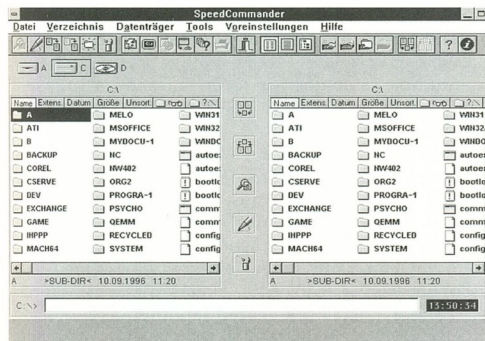 SpeedCommander
Datei Verzeichnis Datenträger Tools Voreinstellungen Hilfe
A C D
C:\ C:\
Name Extens. Datum Größe Unsort. Name Extens. Datum Größe Unsort.
A MELO WIN31 A MELO WIN31
ATI MSOFFICE WIN32 ATI MSOFFICE WIN32
B MYDOCU~1 WINDO B MYDOCU~1 WINDO
BACKUP NC autoe BACKUP NC autoe
COREL NW402 autoe COREL NW402 autoe
CSERVE ORG2 bootlo CSERVE ORG2 bootlo
DEV PROGRA~1 bootlo DEV PROGRA~1 bootlo
EXCHANGE PSYCHO comm EXCHANGE PSYCHO comm
GAME QEMM comm GAME QEMM comm
IHPPP RECYCLED config IHPPP RECYCLED config
MACH64 SYSTEM config MACH64 SYSTEM config
A >SUB-DIR< 10.09.1996 11:20 A >SUB-DIR< 10.09.1996 11:20
C:\> 13:50:34